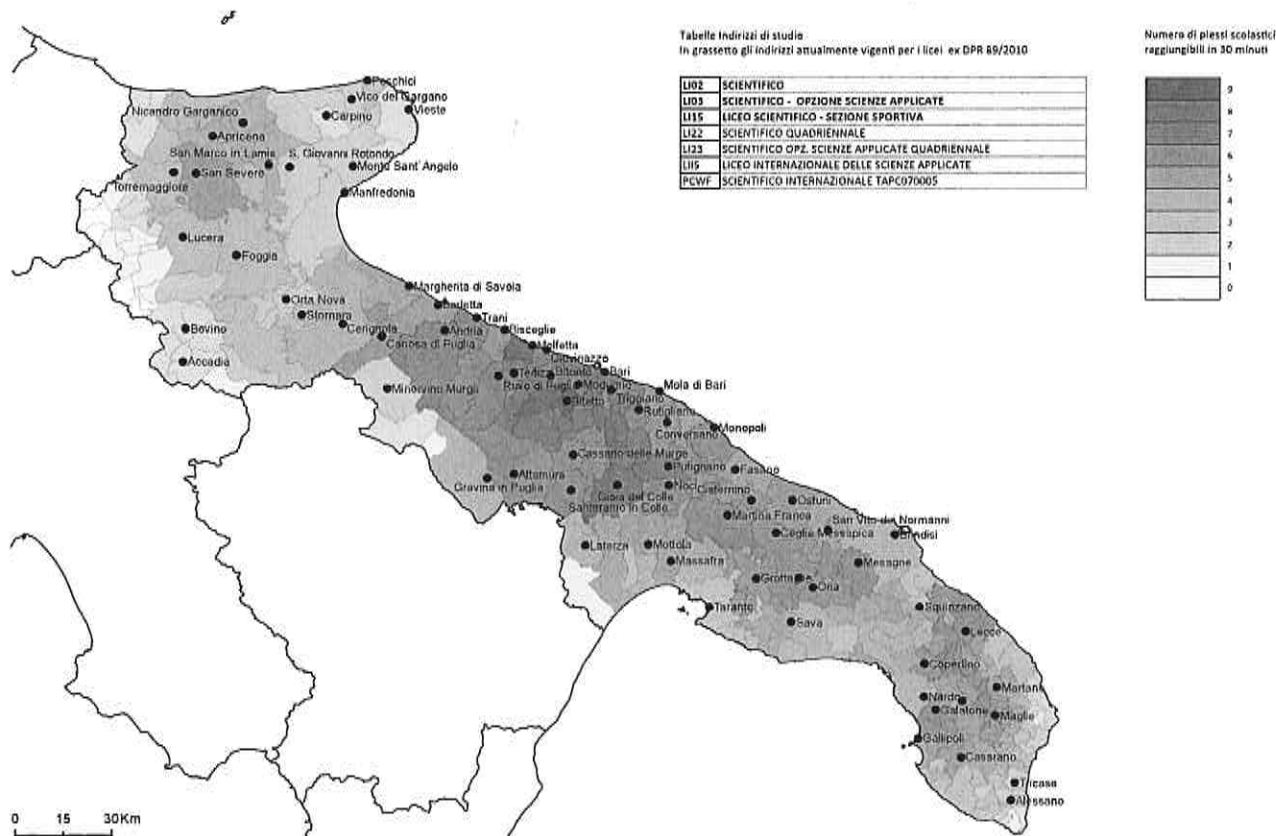 Tabelle Indirizzi di studio
In grassetto gli indirizzi attualmente vigenti per i licei ex DPR 89/2010
LI02 SCIENTIFICO
LI03 SCIENTIFICO - OPZIONE SCIENZE APPLICATE
LI15 LICEO SCIENTIFICO - SEZIONE SPORTIVA
LI22 SCIENTIFICO QUADRIENNALE
LI23 SCIENTIFICO OPZ. SCIENZE APPLICATE QUADRIENNALE
LII5 LICEO INTERNAZIONALE DELLE SCIENZE APPLICATE
PCWF SCIENTIFICO INTERNAZIONALE TAPC070005
Numero di plessi scolastici
raggiungibili in 30 minuti
9
8
7
6
5
4
3
2
1
0
Peschici
Vico del Gargano
Vieste
Carpino
Nicandro Garganico
Apricena
San Marco in Lamis
S. Giovanni Rotondo
Monte Sant'Angelo
San Severo
Torremaggiore
Manfredonia
Lucera
Foggia
Margherita di Savoia
Orta Nova
Barletta
Stornara
Trani
Cerignola
Andria
Bisceglie
Bovino
Canosa di Puglia
Molfetta
Giovinazzo
Accadia
Bari
Terlizzi
Bitonto
Ruvo di Puglia
Modugno
Minervino Murge
Triggiano
Mola di Bari
Bitetto
Rutigliano
Conversano
Monopoli
Cassano delle Murge
Putignano
Fasano
Altamura
Gravina in Puglia
Gioia del Colle
Noci
Cisternino
Santeramo in Colle
Ostuni
Martina Franca
San Vito dei Normanni
Ceglie Messapica
Brindisi
Laterza
Mottola
Massafra
Mesagne
Oria
Taranto
Squinzano
Sava
Lecce
Copertino
Martano
Nardò
Galatone
Maglie
Gallipoli
Casarano
Tricase
Alessano
0 15 30 Km